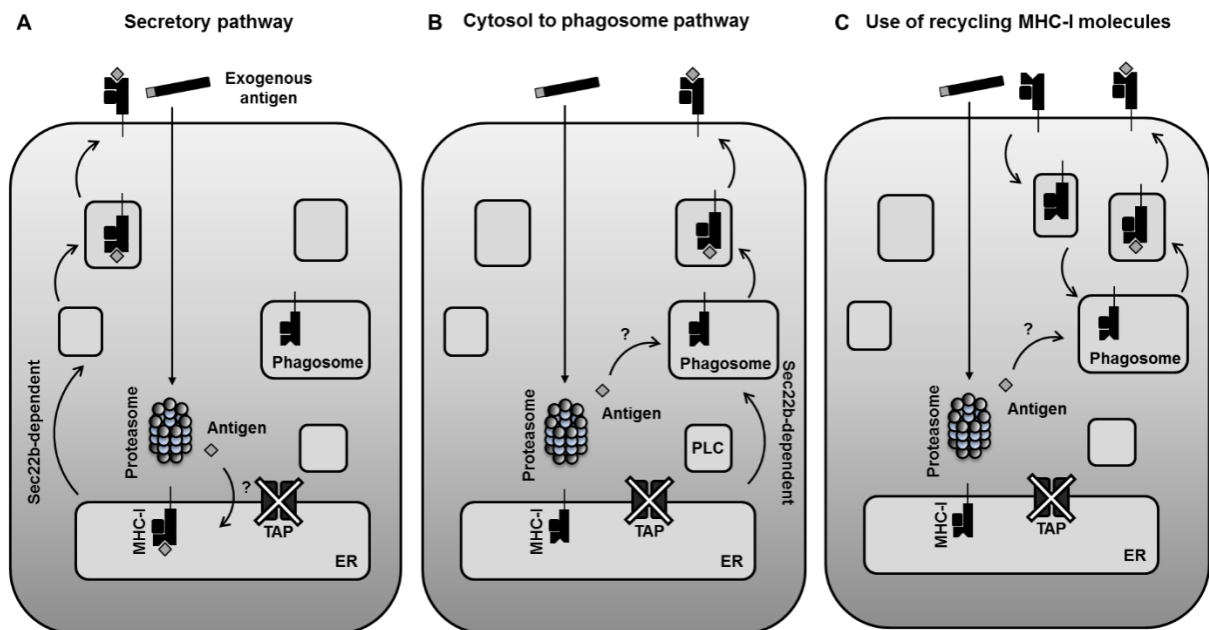 A Secretory pathway
Exogenous
antigen
Sec22b-dependent
Phagosome
Proteasome
Antigen
?
MHC-I
TAP
ER
B Cytosol to phagosome pathway
?
Phagosome
Sec22b-dependent
Proteasome
Antigen
PLC
MHC-I
TAP
ER
C Use of recycling MHC-I molecules
?
Phagosome
Proteasome
Antigen
MHC-I
TAP
ER